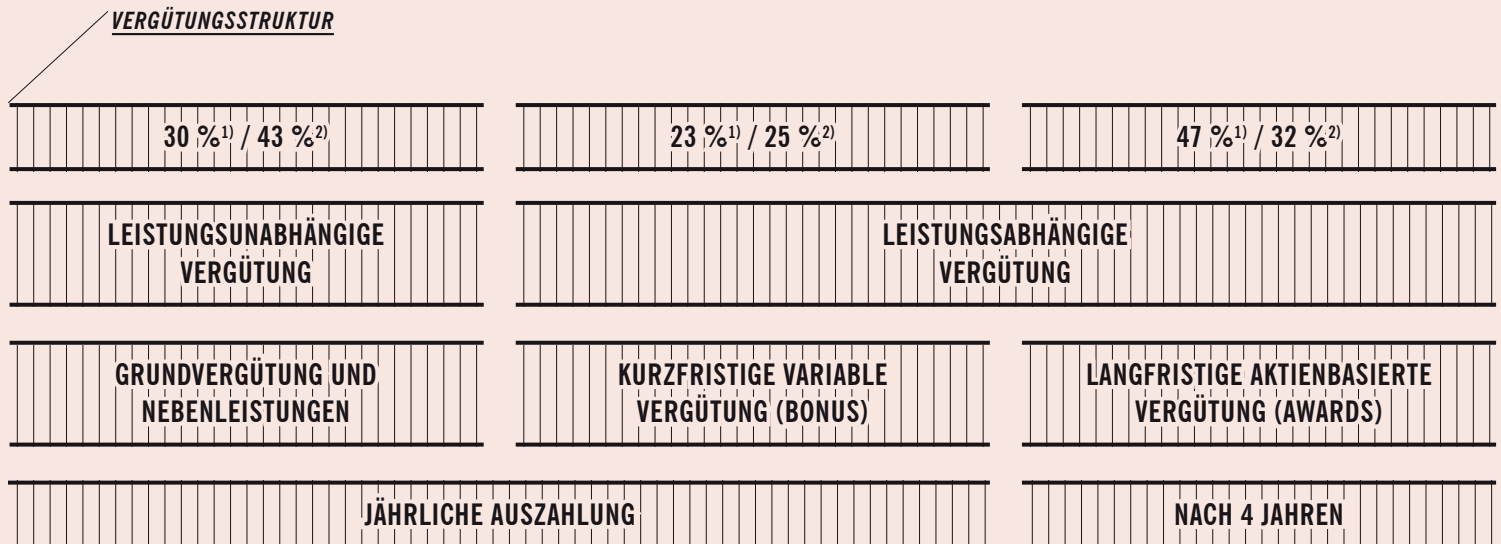 VERGÜTUNGSSTRUKTUR
30 %1) / 43 %2)
23 %1) / 25 %2)
47 %1) / 32 %2)
LEISTUNGSUNABHÄNGIGE
VERGÜTUNG
LEISTUNGSABHÄNGIGE
VERGÜTUNG
GRUNDVERGÜTUNG UND
NEBENLEISTUNGEN
KURZFRISTIGE VARIABLE
VERGÜTUNG (BONUS)
LANGFRISTIGE AKTIENBASIERTE
VERGÜTUNG (AWARDS)
JÄHRLICHE AUSZAHLUNG
NACH 4 JAHREN